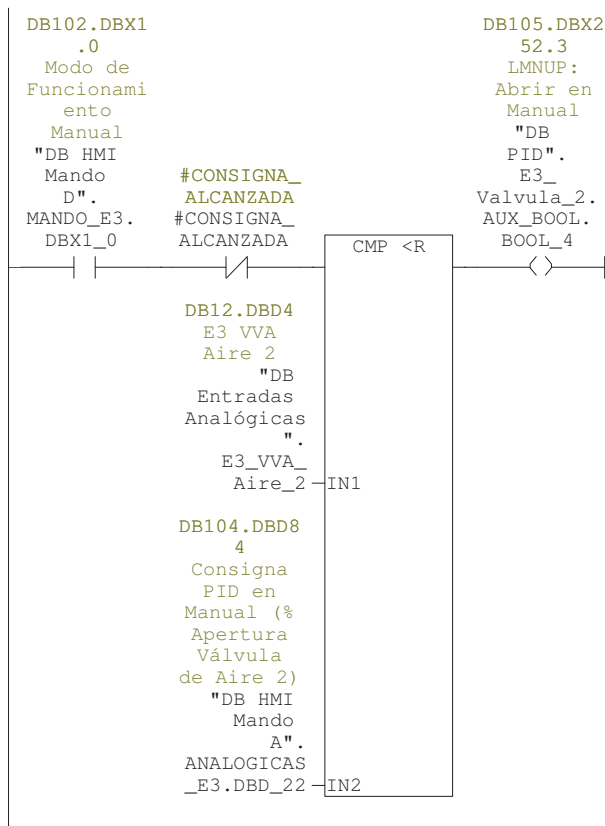 DB102.DBX1
.0
Modo de
Funcionami
ento
Manual
"DB HMI
Mando
D".
MANDO_E3.
DBX1_0
#CONSIGNA_
ALCANZADA
#CONSIGNA_
ALCANZADA
CMP <R
DB105.DBX2
52.3
LMNUP:
Abrir en
Manual
"DB
PID".
E3_
Valvula_2.
AUX_BOOL.
BOOL_4
DB12.DBD4
E3 VVA
Aire 2
"DB
Entradas
Analógicas
".
E3_VVA_
Aire_2
IN1
DB104.DBD8
4
Consigna
PID en
Manual (%
Apertura
Válvula
de Aire 2)
"DB HMI
Mando
A".
ANALOGICAS
_E3.DBD_22
IN2